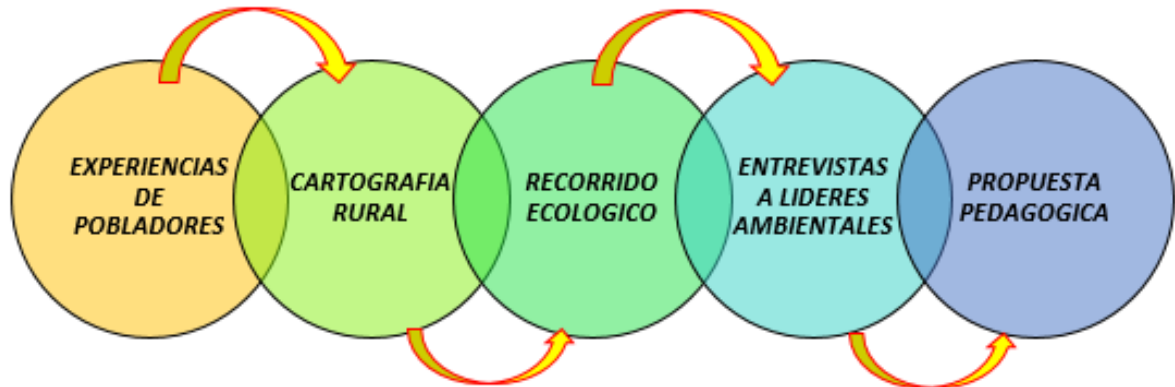 EXPERIENCIAS
DE
POBLADORES
CARTOGRAFIA
RURAL
RECORRIDO
ECOLOGICO
ENTREVISTAS
A LIDERES
AMBIENTALES
PROPUESTA
PEDAGOGICA